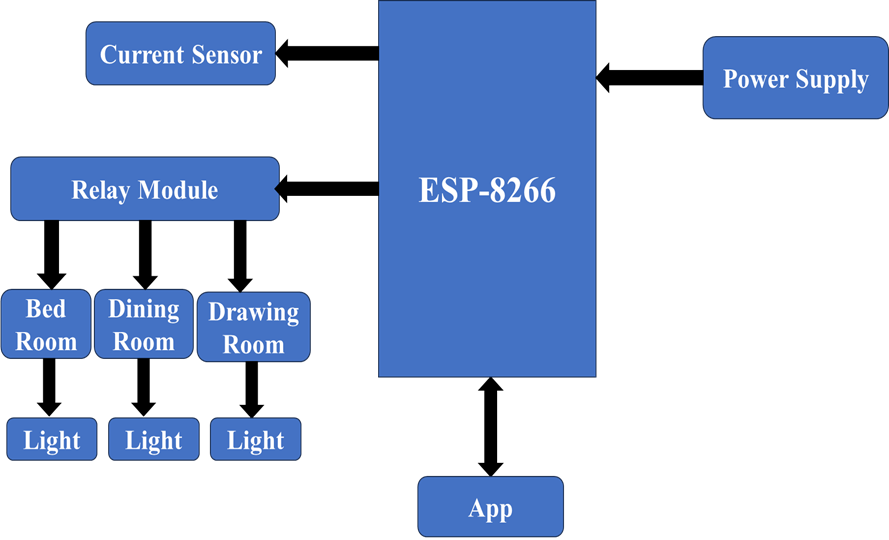 Current Sensor
Power Supply
ESP-8266
Relay Module
Bed
Room
Dining
Room
Drawing
Room
Light
Light
Light
App